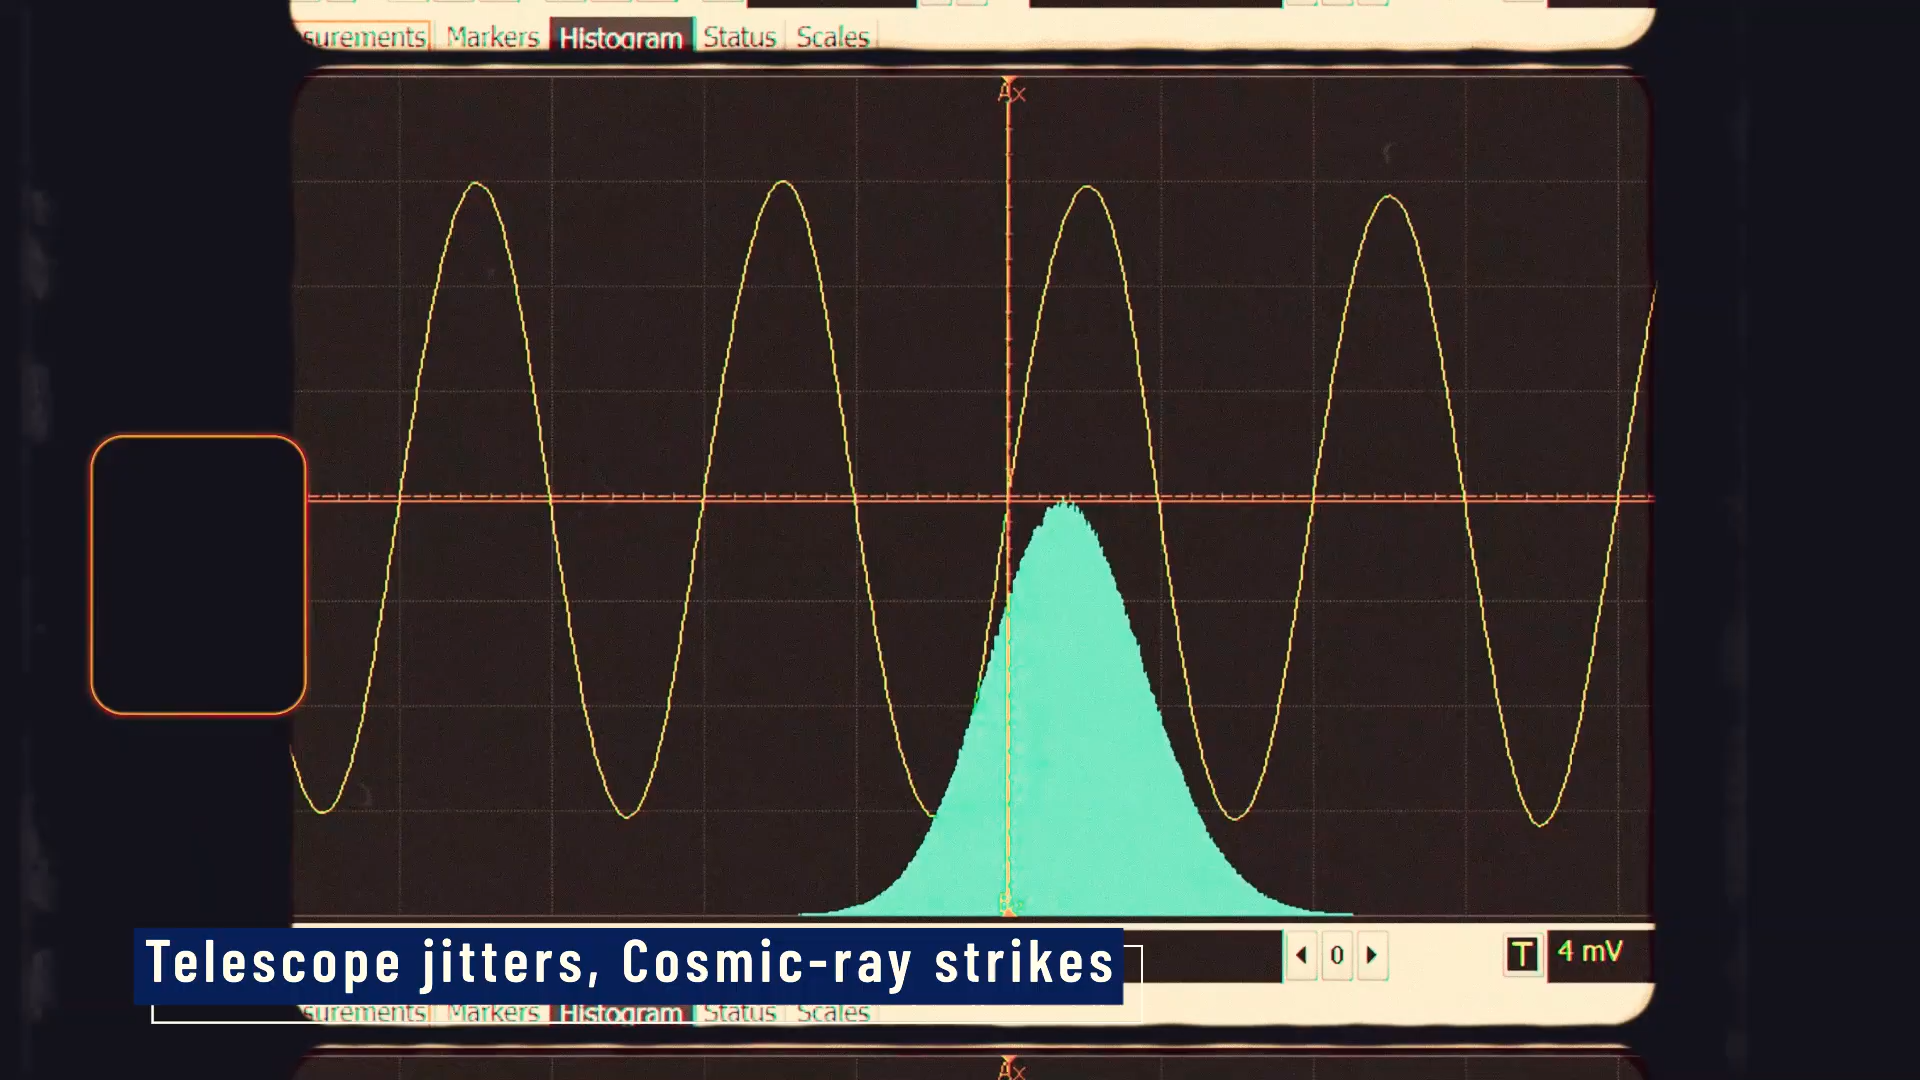 surements Markers Histogram Status Scales
Ax
Telescope jitters, Cosmic-ray strikes
0
T 4 mV
surements Markers Histogram Status Scales
Ax